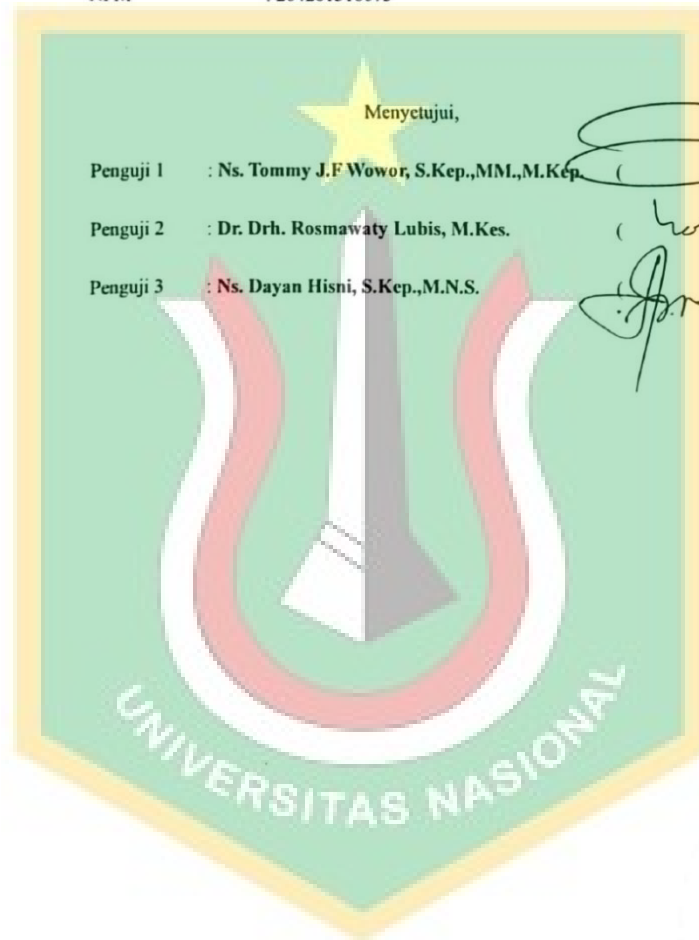 Menyetujui,
Penguji 1 : Ns. Tommy J.F Wowor, S.Kep.,MM.,M.Kep. (
Penguji 2 : Dr. Drh. Rosmawaty Lubis, M.Kes. (
Penguji 3 : Ns. Dayan Hisni, S.Kep.,M.N.S. (
UNIVERSITAS NASIONAL